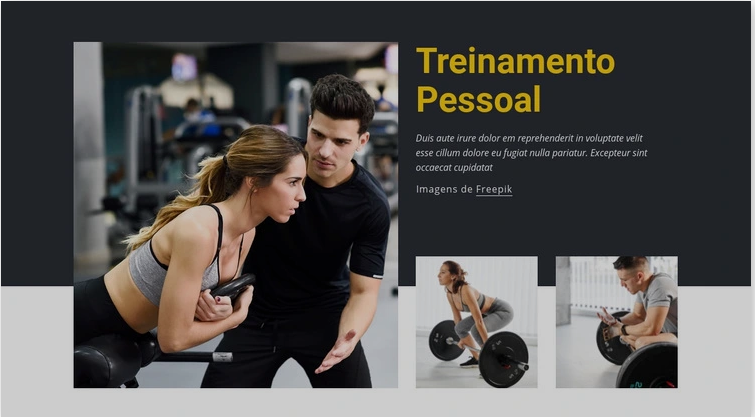 Treinamento
Pessoal
Duis aute irure dolor em reprehenderit in voluptate velit
esse cillum dolore eu fugiat nulla pariatur. Excepteur sint
occaecat cupidatat
Imagens de Freepik